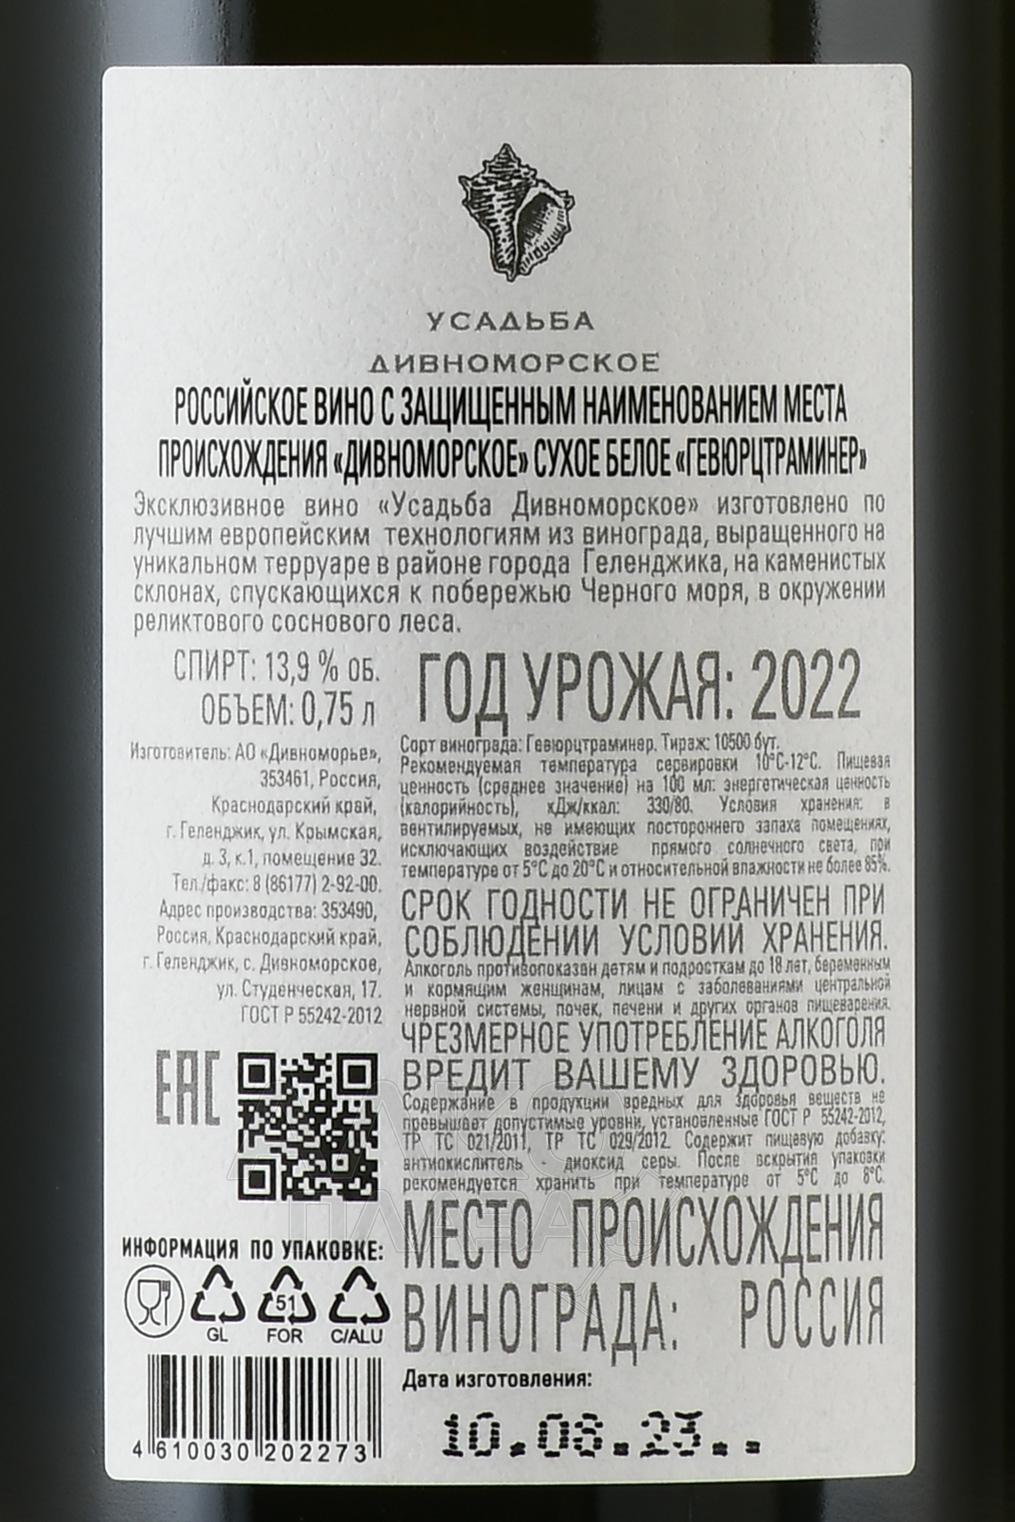 УСАДЬБА
ДИВНОМОРСКОЕ
РОССИЙСКОЕ ВИНО С ЗАЩИЩЕННЫМ НАИМЕНОВАНИЕМ МЕСТА
ПРОИСХОЖДЕНИЯ «ДИВНОМОРСКОЕ» СУХОЕ БЕЛОЕ «ГЕВЮРЦТРАМИНЕР»
Эксклюзивное вино «Усадьба Дивноморское» изготовлено по
лучшим европейским технологиям из винограда, выращенного на
уникальном терруаре в районе города Геленджика, на каменистых
склонах, спускающихся к побережью Черного моря, в окружении
реликтового соснового леса.
СПИРТ: 13,9 % ОБ.
ОБЪЕМ: 0,75 л
Изготовитель: АО «Дивноморье»,
353461, Россия,
Краснодарский край,
г. Геленджик, ул. Крымская,
д. 3, к.1, помещение 32.
Тел./факс: 8 (86177) 2-92-00.
Адрес производства: 353490,
Россия, Краснодарский край,
г. Геленджик, с. Дивноморское,
ул. Студенческая, 17.
ГОСТ Р 55242-2012
EAC
ИНФОРМАЦИЯ ПО УПАКОВКЕ:
51
GL FOR C/ALU
4 610030 202273
ГОД УРОЖАЯ: 2022
Сорт винограда: Гевюрцтраминер. Тираж: 10500 бут.
Рекомендуемая температура сервировки 10°С-12°С. Пищевая
ценность (среднее значение) на 100 мл: энергетическая ценность
(калорийность), кДж/ккал: 330/80. Условия хранения: в
вентилируемых, не имеющих постороннего запаха помещениях,
исключающих воздействие прямого солнечного света, при
температуре от 5°С до 20°С и относительной влажности не более 85%.
СРОК ГОДНОСТИ НЕ ОГРАНИЧЕН ПРИ
СОБЛЮДЕНИИ УСЛОВИЙ ХРАНЕНИЯ.
Алкоголь противопоказан детям и подросткам до 18 лет, беременным
и кормящим женщинам, лицам с заболеваниями центральной
нервной системы, почек, печени и других органов пищеварения.
ЧРЕЗМЕРНОЕ УПОТРЕБЛЕНИЕ АЛКОГОЛЯ
ВРЕДИТ ВАШЕМУ ЗДОРОВЬЮ.
Содержание в продукции вредных для здоровья веществ не
превышает допустимые уровни, установленные ГОСТ Р 55242-2012,
ТР ТС 021/2011, ТР ТС 029/2012. Содержит пищевую добавку:
антиокислитель - диоксид серы. После вскрытия упаковки
рекомендуется хранить при температуре от 5°С до 8°С.
МЕСТО ПРОИСХОЖДЕНИЯ
ВИНОГРАДА: РОССИЯ
Дата изготовления:
10.08.23..